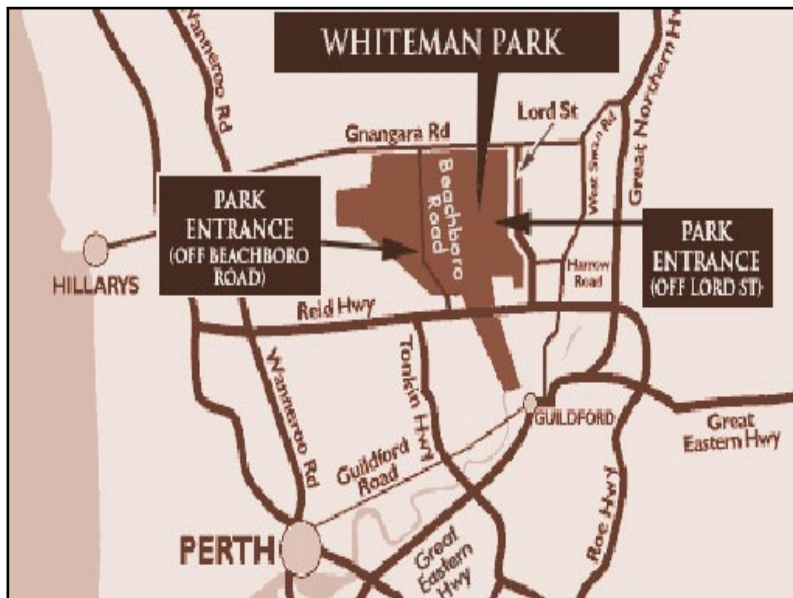 WHITEMAN PARK
Wanneroo Rd
Great Northern Hwy
Lord St
Gnangara Rd
West Swan Rd
Beachboro
Road
PARK
ENTRANCE
(OFF BEACHBORO
ROAD)
PARK
ENTRANCE
(OFF LORD ST)
Harrow
Road
HILLARYS
Reid Hwy
Wanneroo Rd
Tonkin Hwy
Guildford
Road
GUILDFORD
Great
Eastern Hwy
Roe Hwy
PERTH
Great
Eastern
Hwy